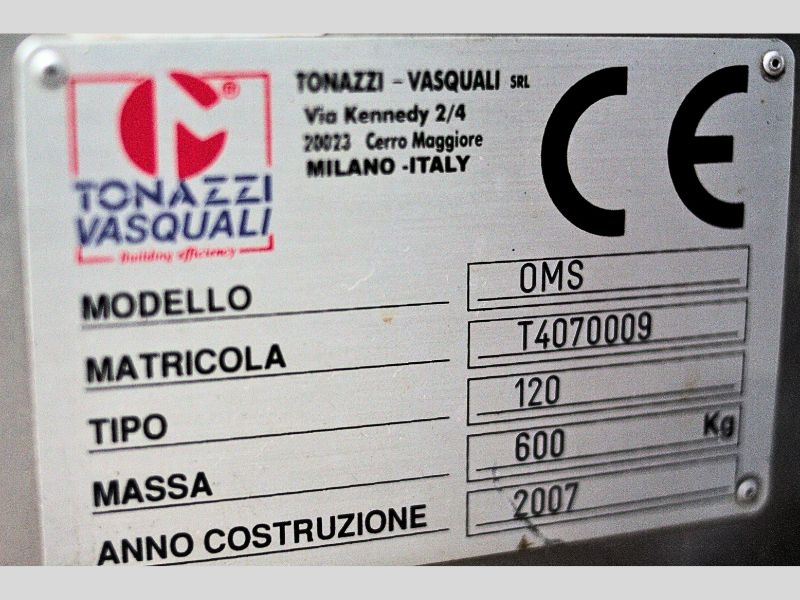 TONAZZI
VASQUALI
Building efficiency
TONAZZI - VASQUALI SRL
Via Kennedy 2/4
20023 Cerro Maggiore
MILANO - ITALY
CE
MODELLO OMS
MATRICOLA T4070009
TIPO 120
MASSA 600 Kg
ANNO COSTRUZIONE 2007